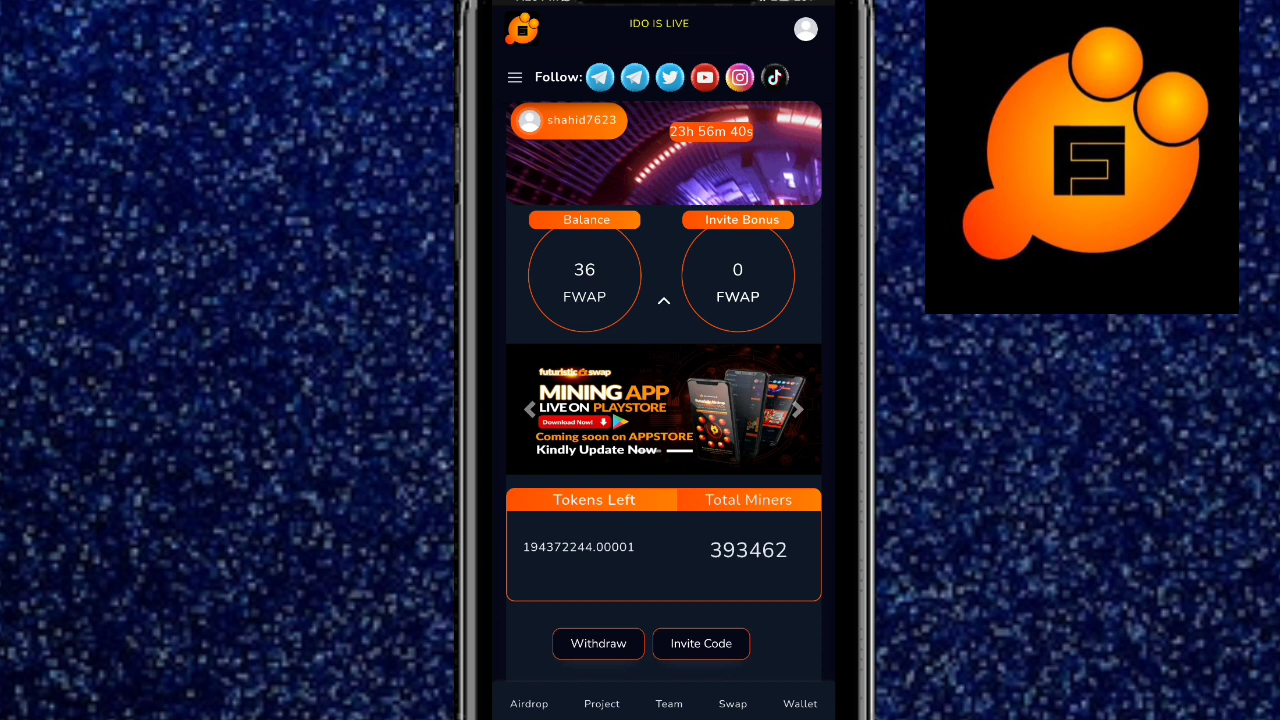 IDO IS LIVE
Follow:
shahid7623
23h 56m 40s
Balance
Invite Bonus
36
FWAP
0
FWAP
futuristic swap
MINING APP
LIVE ON PLAYSTORE
Download Now!
Coming soon on APPSTORE
Kindly Update Now
Tokens Left
Total Miners
194372244.00001
393462
Withdraw
Invite Code
Airdrop
Project
Team
Swap
Wallet